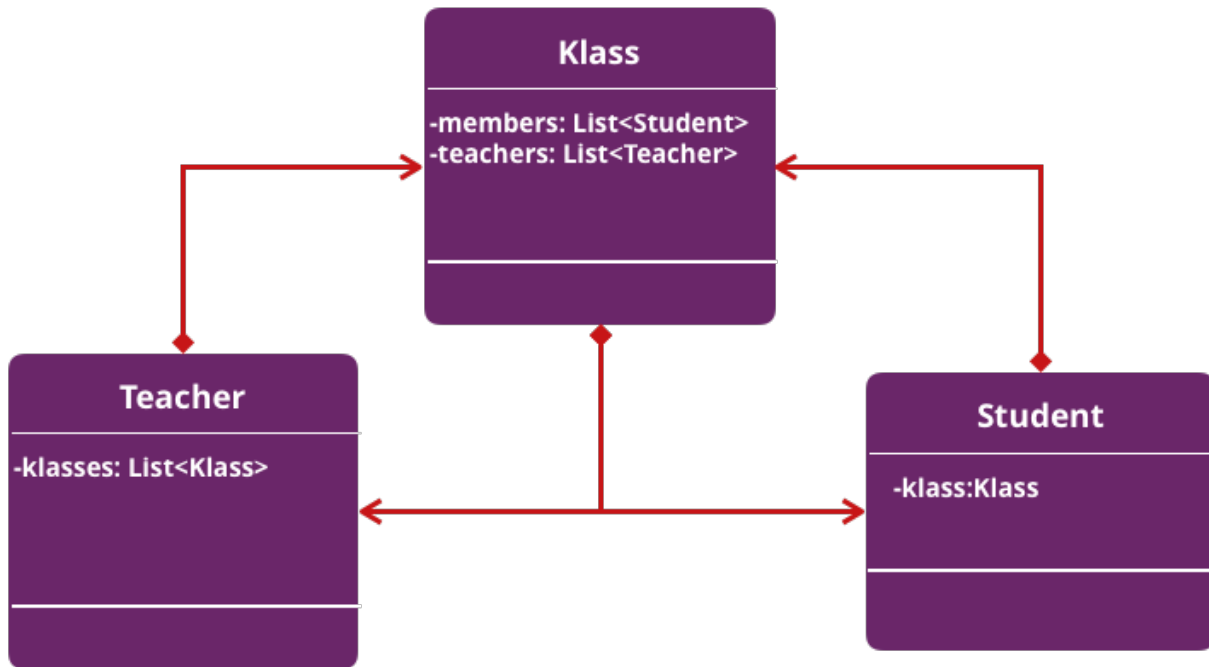 Klass
-members: List<Student>
-teachers: List<Teacher>
Teacher
-klasses: List<Klass>
Student
-klass:Klass